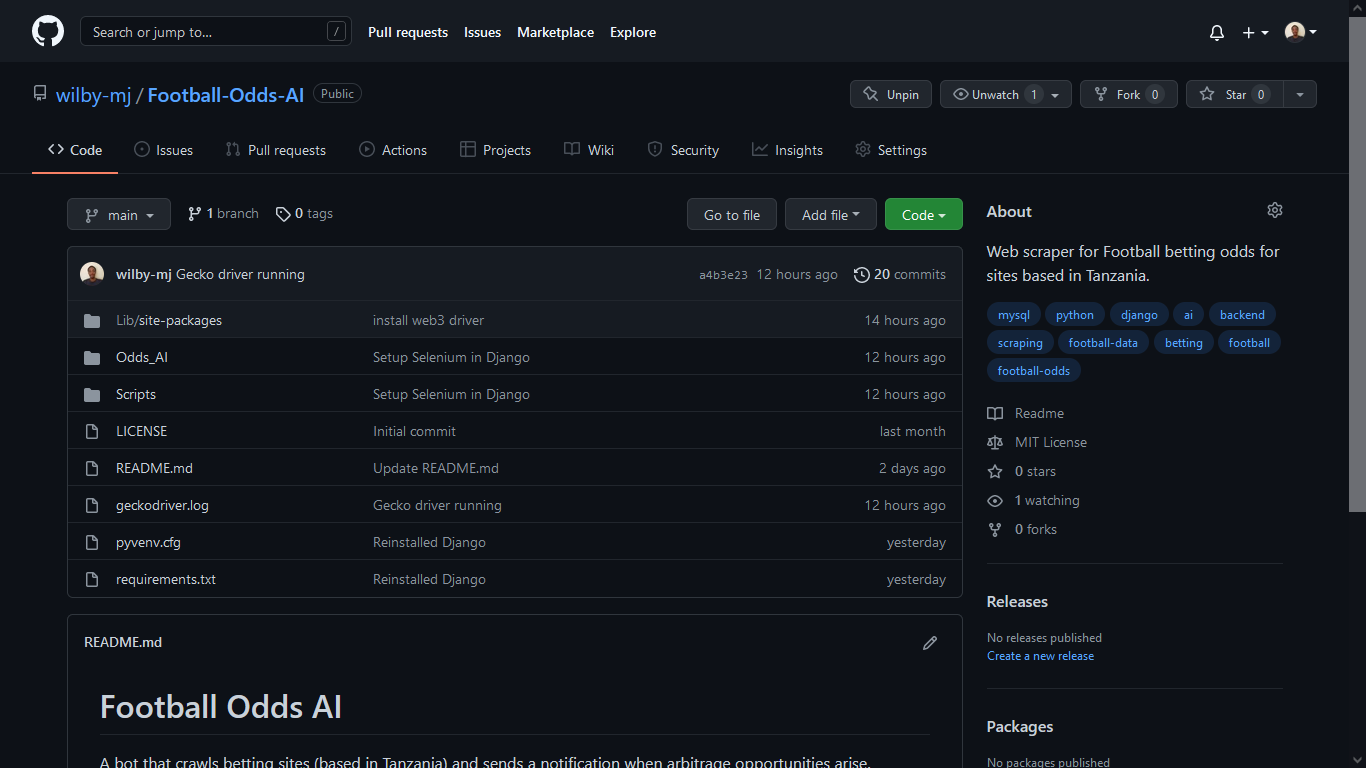 Search or jump to... /
Pull requests Issues Marketplace Explore
wilby-mj / Football-Odds-AI Public
Unpin Unwatch 1 Fork 0 Star 0
Code Issues Pull requests Actions Projects Wiki Security Insights Settings
main 1 branch 0 tags Go to file Add file Code
wilby-mj Gecko driver running a4b3e23 12 hours ago 20 commits
Lib/site-packages install web3 driver 14 hours ago
Odds_AI Setup Selenium in Django 12 hours ago
Scripts Setup Selenium in Django 12 hours ago
LICENSE Initial commit last month
README.md Update README.md 2 days ago
geckodriver.log Gecko driver running 12 hours ago
pyvenv.cfg Reinstalled Django yesterday
requirements.txt Reinstalled Django yesterday
README.md
Football Odds AI
A bot that crawls betting sites (based in Tanzania) and sends a notification when arbitrage opportunities arise.
About
Web scraper for Football betting odds for
sites based in Tanzania.
mysql python django ai backend
scraping football-data betting football
football-odds
Readme
MIT License
0 stars
1 watching
0 forks
Releases
No releases published
Create a new release
Packages
No packages published